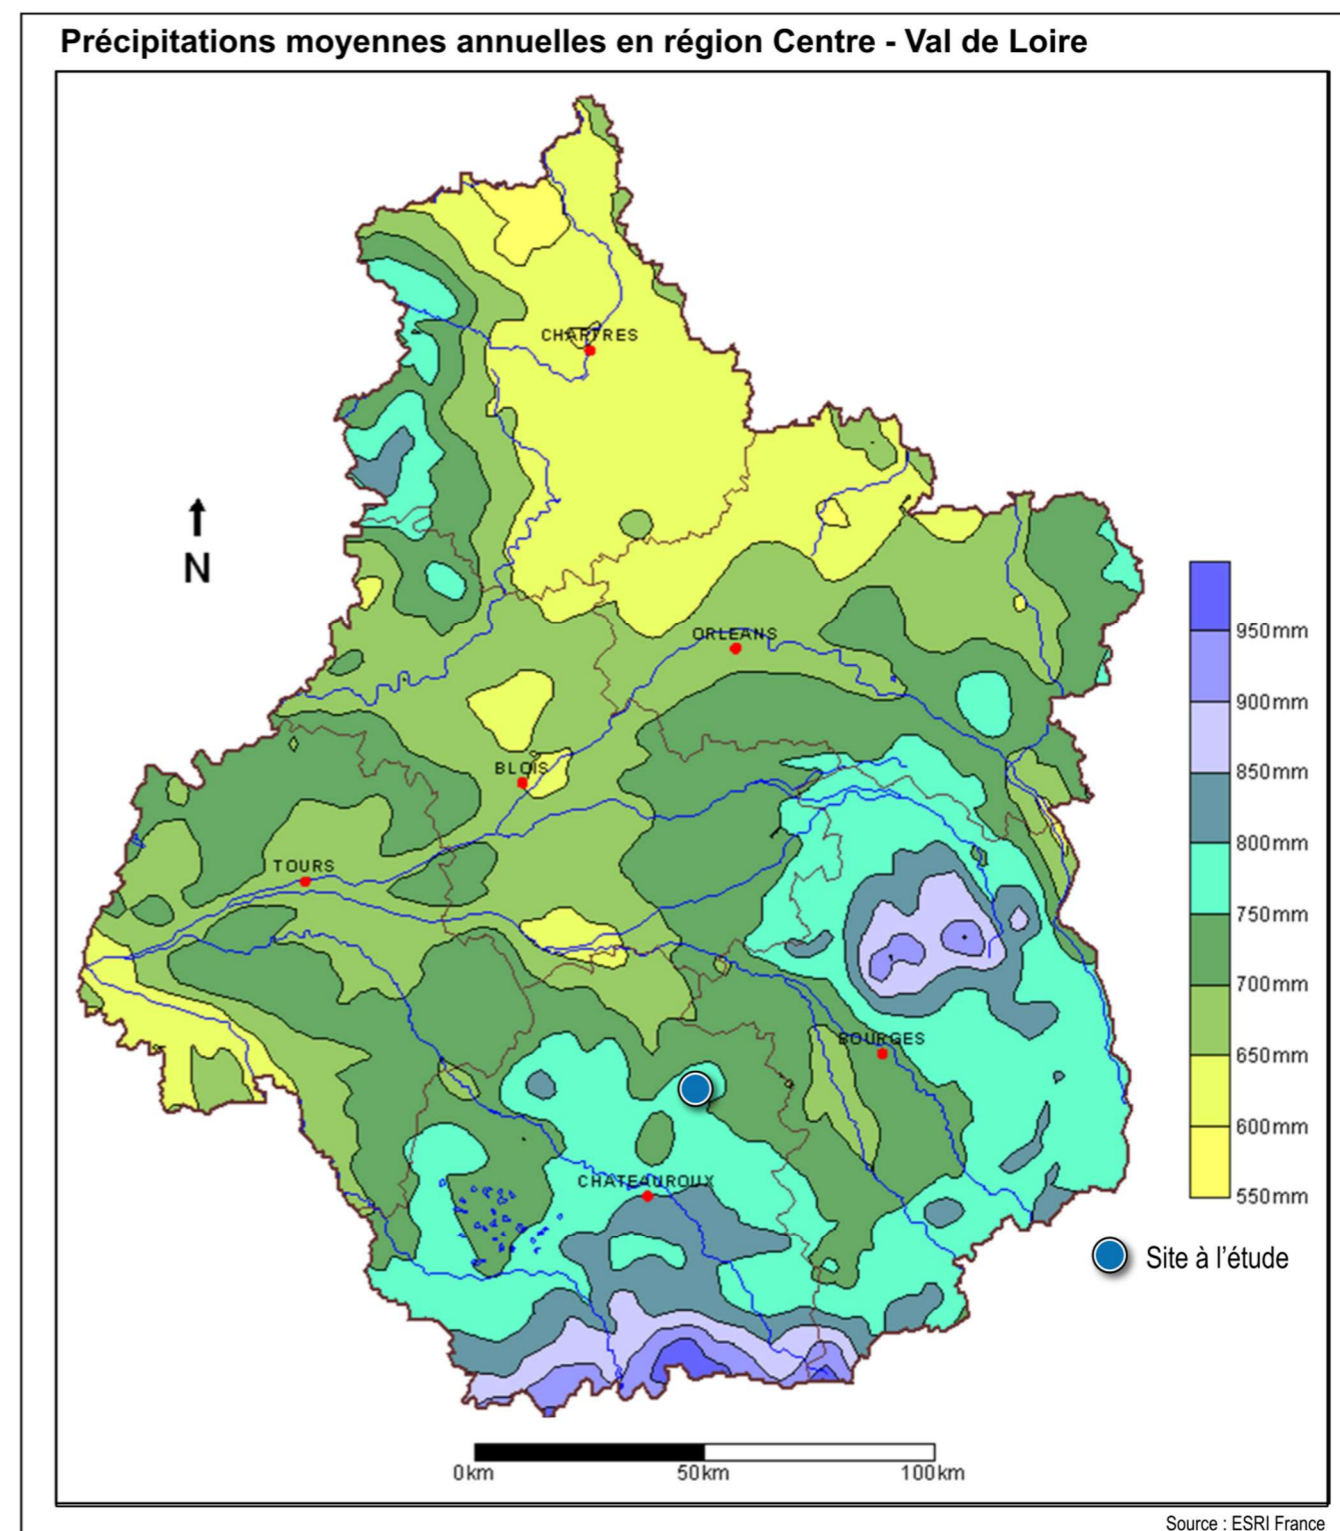 Précipitations moyennes annuelles en région Centre - Val de Loire
CHARTRES
N
ORLEANS
950mm
900mm
BLOIS
850mm
800mm
TOURS
750mm
700mm
BOURGES
650mm
600mm
CHATEAUROUX
550mm
Site à l'étude
0km 50km 100km
Source : ESRI France